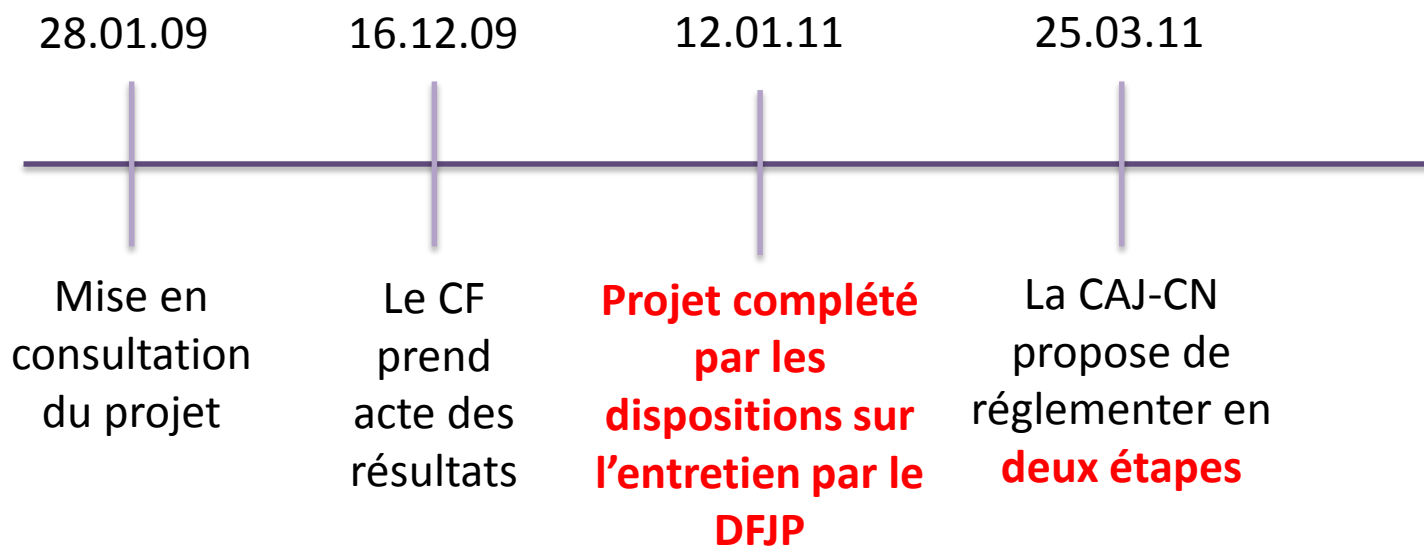 28.01.09
16.12.09
12.01.11
25.03.11
Mise en
consultation
du projet
Le CF
prend
acte des
résultats
Projet complété
par les
dispositions sur
l’entretien par le
DFJP
La CAJ-CN
propose de
réglementer en
deux étapes